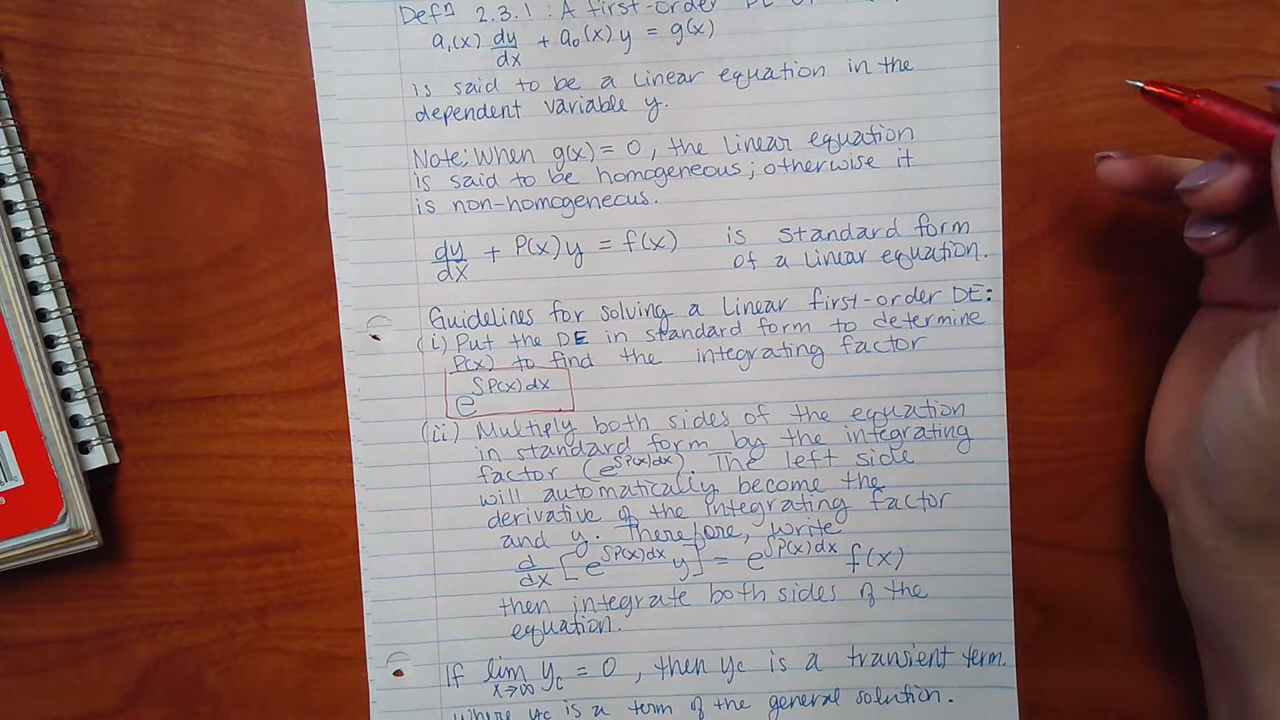 Defn 2.3.1: A first-order DE of
a₁(x) dy/dx + a₀(x) y = g(x)
is said to be a linear equation in the
dependent variable y.
Note: When g(x) = 0, the linear equation
is said to be homogeneous; otherwise it
is non-homogeneous.
dy/dx + P(x)y = f(x) is standard form
of a linear equation.
Guidelines for solving a linear first-order DE:
(i) Put the DE in standard form to determine
P(x) to find the integrating factor
e^∫P(x)dx
(ii) Multiply both sides of the equation
in standard form by the integrating
factor (e^∫P(x)dx). The left side
will automatically become the
derivative of the integrating factor
and y. Therefore, write
d/dx [e^∫P(x)dx y] = e^∫P(x)dx f(x)
then integrate both sides of the
equation.
If lim x→∞ yc = 0, then yc is a transient term.
where yc is a term of the general solution.